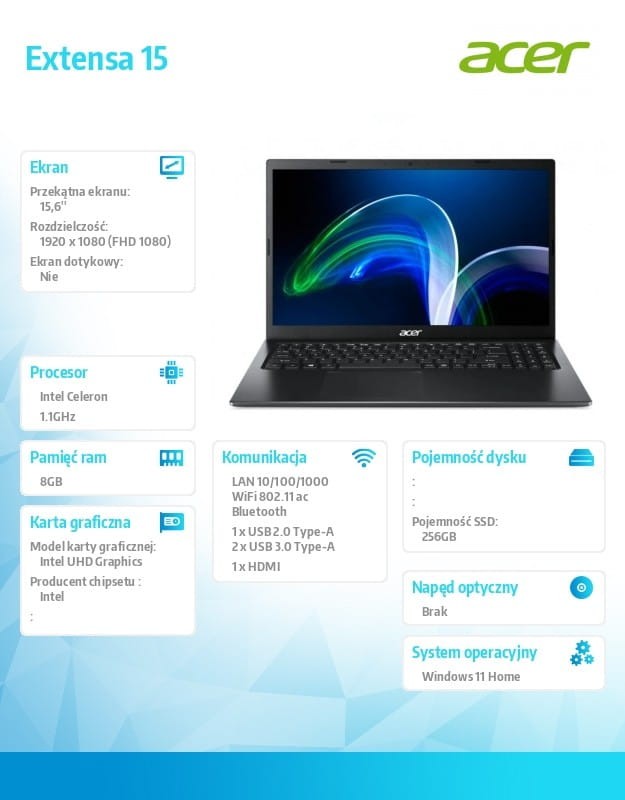 Extensa 15
acer
Ekran
Przekątna ekranu:
15,6"
Rozdzielczość:
1920 x 1080 (FHD 1080)
Ekran dotykowy:
Nie
acer
Procesor
Intel Celeron
1.1GHz
Pamięć ram
8GB
Karta graficzna
Model karty graficznej:
Intel UHD Graphics
Producent chipsetu :
Intel
:
Komunikacja
LAN 10/100/1000
WiFi 802.11 ac
Bluetooth
1 x USB 2.0 Type-A
2 x USB 3.0 Type-A
1 x HDMI
Pojemność dysku
:
:
Pojemność SSD:
256GB
Napęd optyczny
Brak
System operacyjny
Windows 11 Home